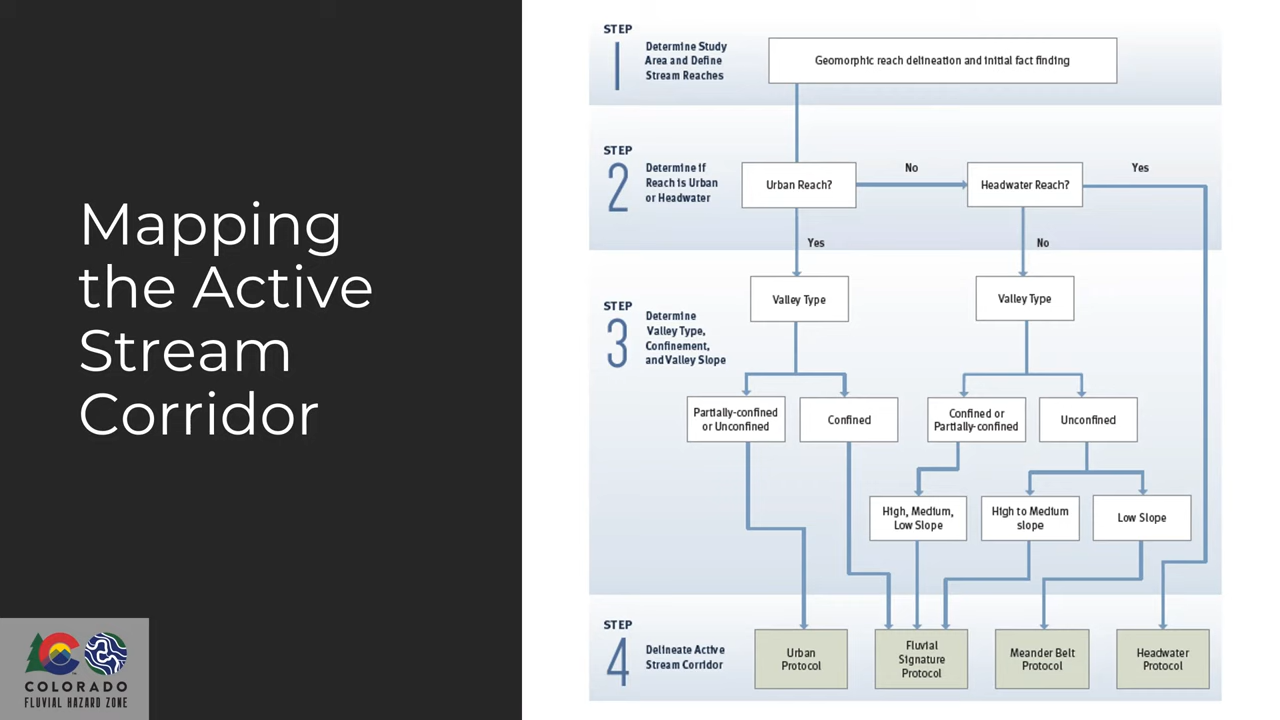 Mapping
the Active
Stream
Corridor
COLORADO
FLUVIAL HAZARD ZONE
STEP
1
Determine Study
Area and Define
Stream Reaches
Geomorphic reach delineation and initial fact finding
STEP
2
Determine if
Reach is Urban
or Headwater
Urban Reach?
No
Headwater Reach?
Yes
Yes
No
STEP
3
Determine
Valley Type,
Confinement,
and Valley Slope
Valley Type
Valley Type
Partially-confined
or Unconfined
Confined
Confined or
Partially-confined
Unconfined
High, Medium,
Low Slope
High to Medium
slope
Low Slope
STEP
4
Delineate Active
Stream Corridor
Urban
Protocol
Fluvial
Signature
Protocol
Meander Belt
Protocol
Headwater
Protocol